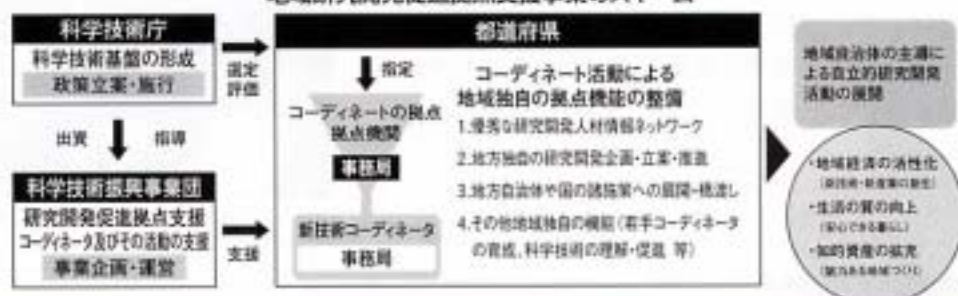 科学技術庁
科学技術基盤の形成
政策立案・施行
選定
評価
出資
指導
科学技術振興事業団
研究開発促進拠点支援
コーディネータ及びその活動の支援
事業企画・運営
支援
都道府県
指定
コーディネートの拠点
拠点機関
事務局
新技術コーディネータ
事務局
コーディネート活動による
地域独自の拠点機能の整備
1.優秀な研究開発人材情報ネットワーク
2.地方独自の研究開発企画・立案・推進
3.地方自治体や国の諸施策への展開・橋渡し
4.その他地域独自の機能(若手コーディネータ
の育成、科学技術の理解・促進 等)
地域自治体の主導に
よる自立的研究開発
活動の展開
・地域経済の活性化
・生活の質の向上
(安心できる暮らし)
・知的資産の拡充
(魅力ある地域づくり)